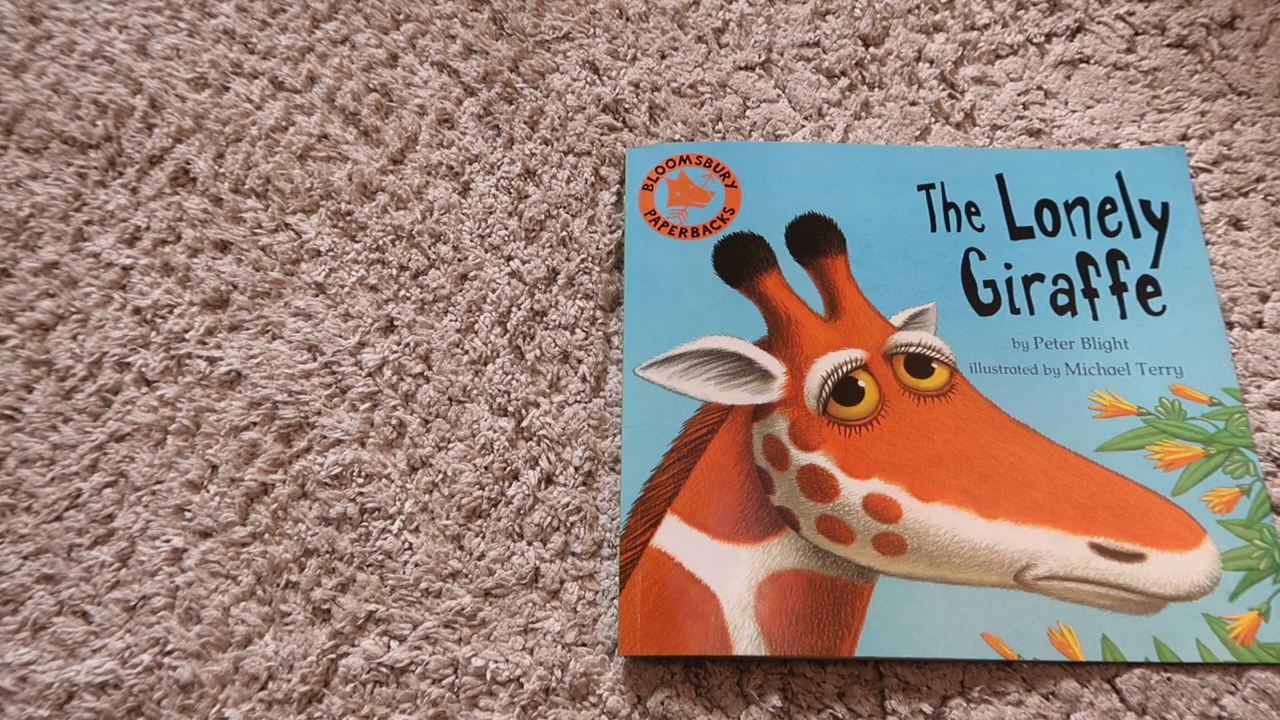 BLOOMSBURY
PAPERBACKS
The Lonely
Giraffe
by Peter Blight
illustrated by Michael Terry